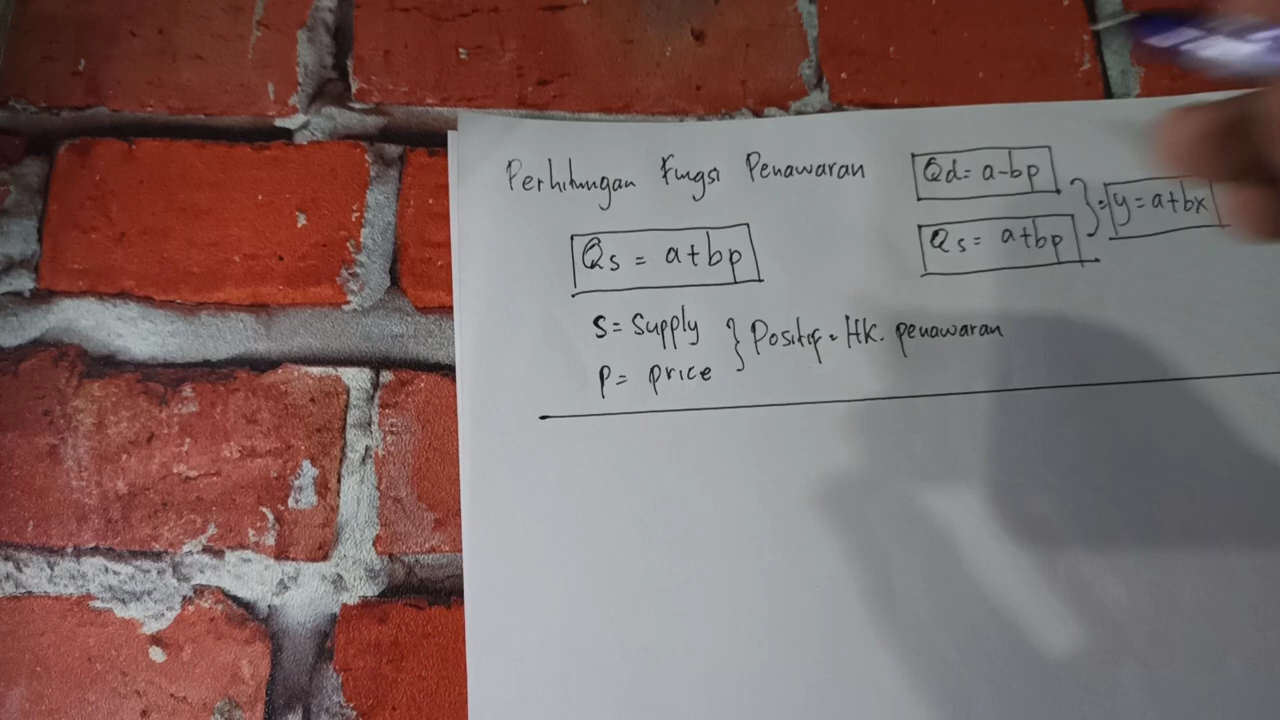 Perhitungan Fungsi Penawaran
Qs = a+bp
s= Supply
p= price
} Positif = Hk. penawaran
Qd= a-bp
Qs= a+bp
}= y= a+bx